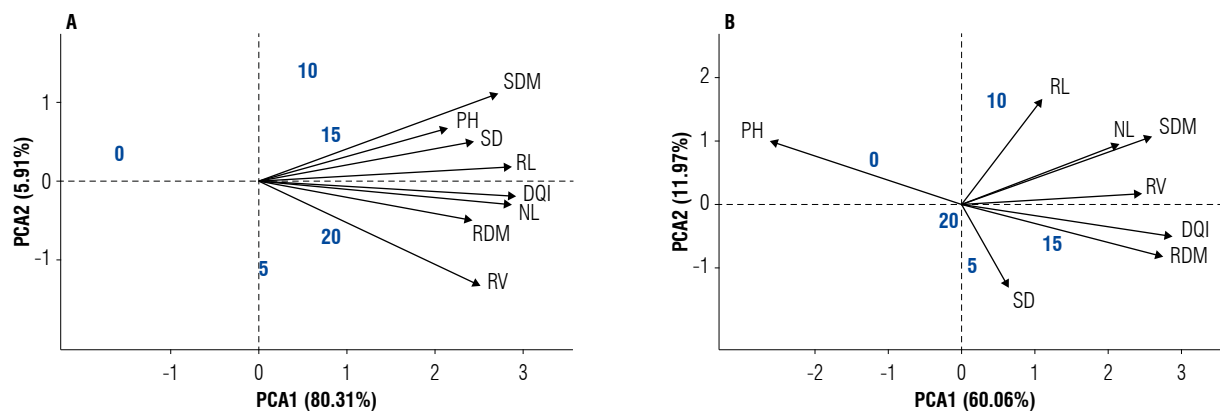 A
10
SDM
1
PH
15
SD
0
RL
0
DQI
NL
RDM
20
5
-1
RV
PCA2 (5.91%)
-1 0 1 2 3
PCA1 (80.31%)
B
2
10
RL
NL
SDM
PH
1
0
RV
0
20
DQI
15
RDM
5
-1
SD
PCA2 (11.97%)
-2 -1 0 1 2 3
PCA1 (60.06%)